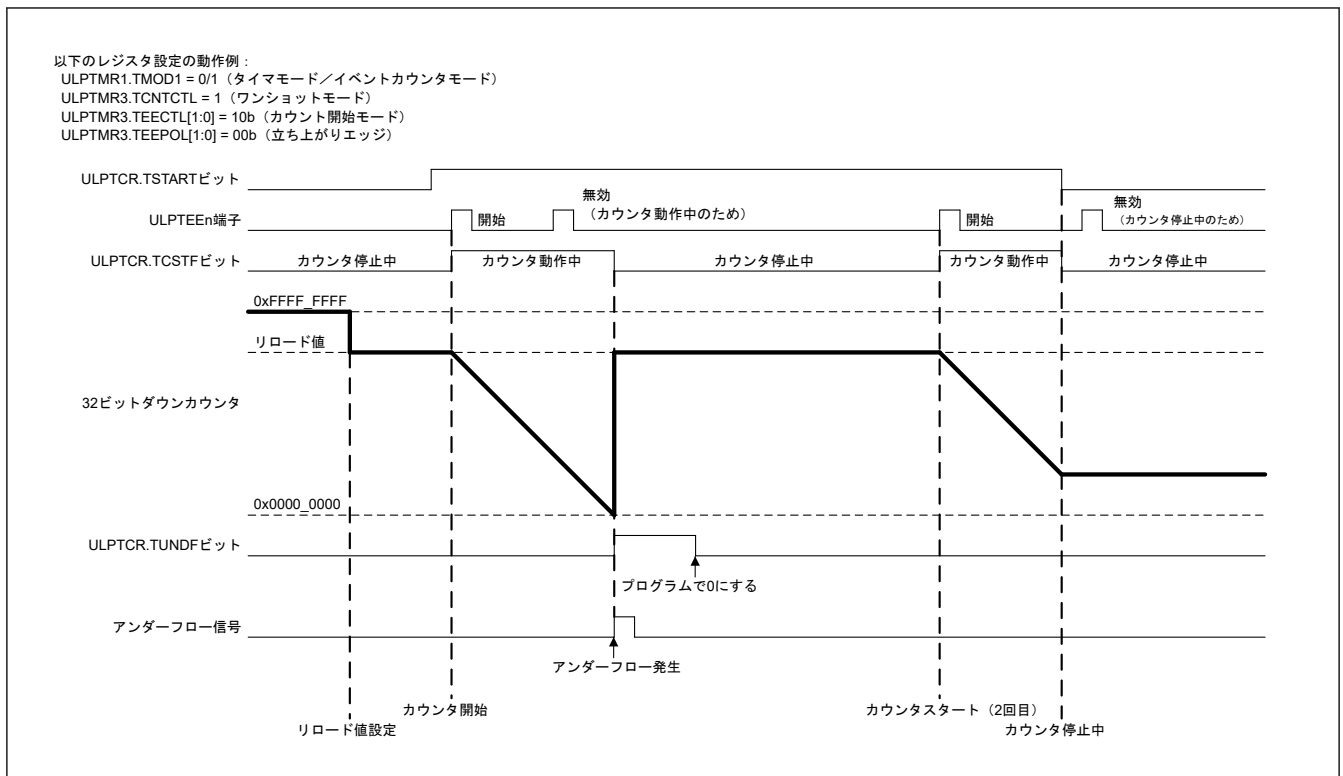 以下のレジスタ設定の動作例：
ULPTMR1.TMOD1 = 0/1（タイマモード／イベントカウンタモード）
ULPTMR3.TCNTCTL = 1（ワンショットモード）
ULPTMR3.TEECTL[1:0] = 10b（カウント開始モード）
ULPTMR3.TEEPOL[1:0] = 00b（立ち上がりエッジ）
ULPTCR.TSTARTビット
ULPTEEn端子
開始
無効
（カウンタ動作中のため）
開始
無効
（カウンタ停止中のため）
ULPTCR.TCSTFビット
カウンタ停止中
カウンタ動作中
カウンタ停止中
カウンタ動作中
カウンタ停止中
0xFFFF_FFFF
リロード値
32ビットダウンカウンタ
0x0000_0000
ULPTCR.TUNDFビット
プログラムで0にする
アンダーフロー信号
アンダーフロー発生
カウンタ開始
カウンタスタート（2回目）
リロード値設定
カウンタ停止中